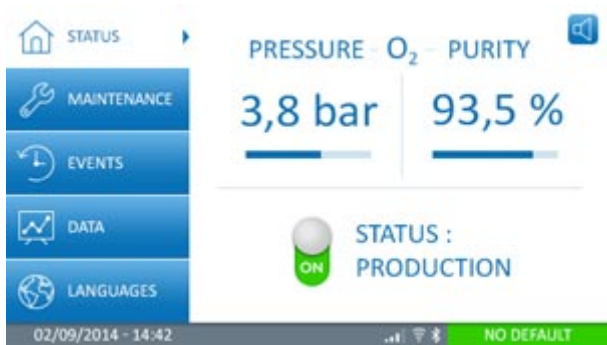 STATUS
MAINTENANCE
EVENTS
DATA
LANGUAGES
PRESSURE - O₂ - PURITY
3,8 bar
93,5 %
ON
STATUS :
PRODUCTION
02/09/2014 - 14:42
NO DEFAULT